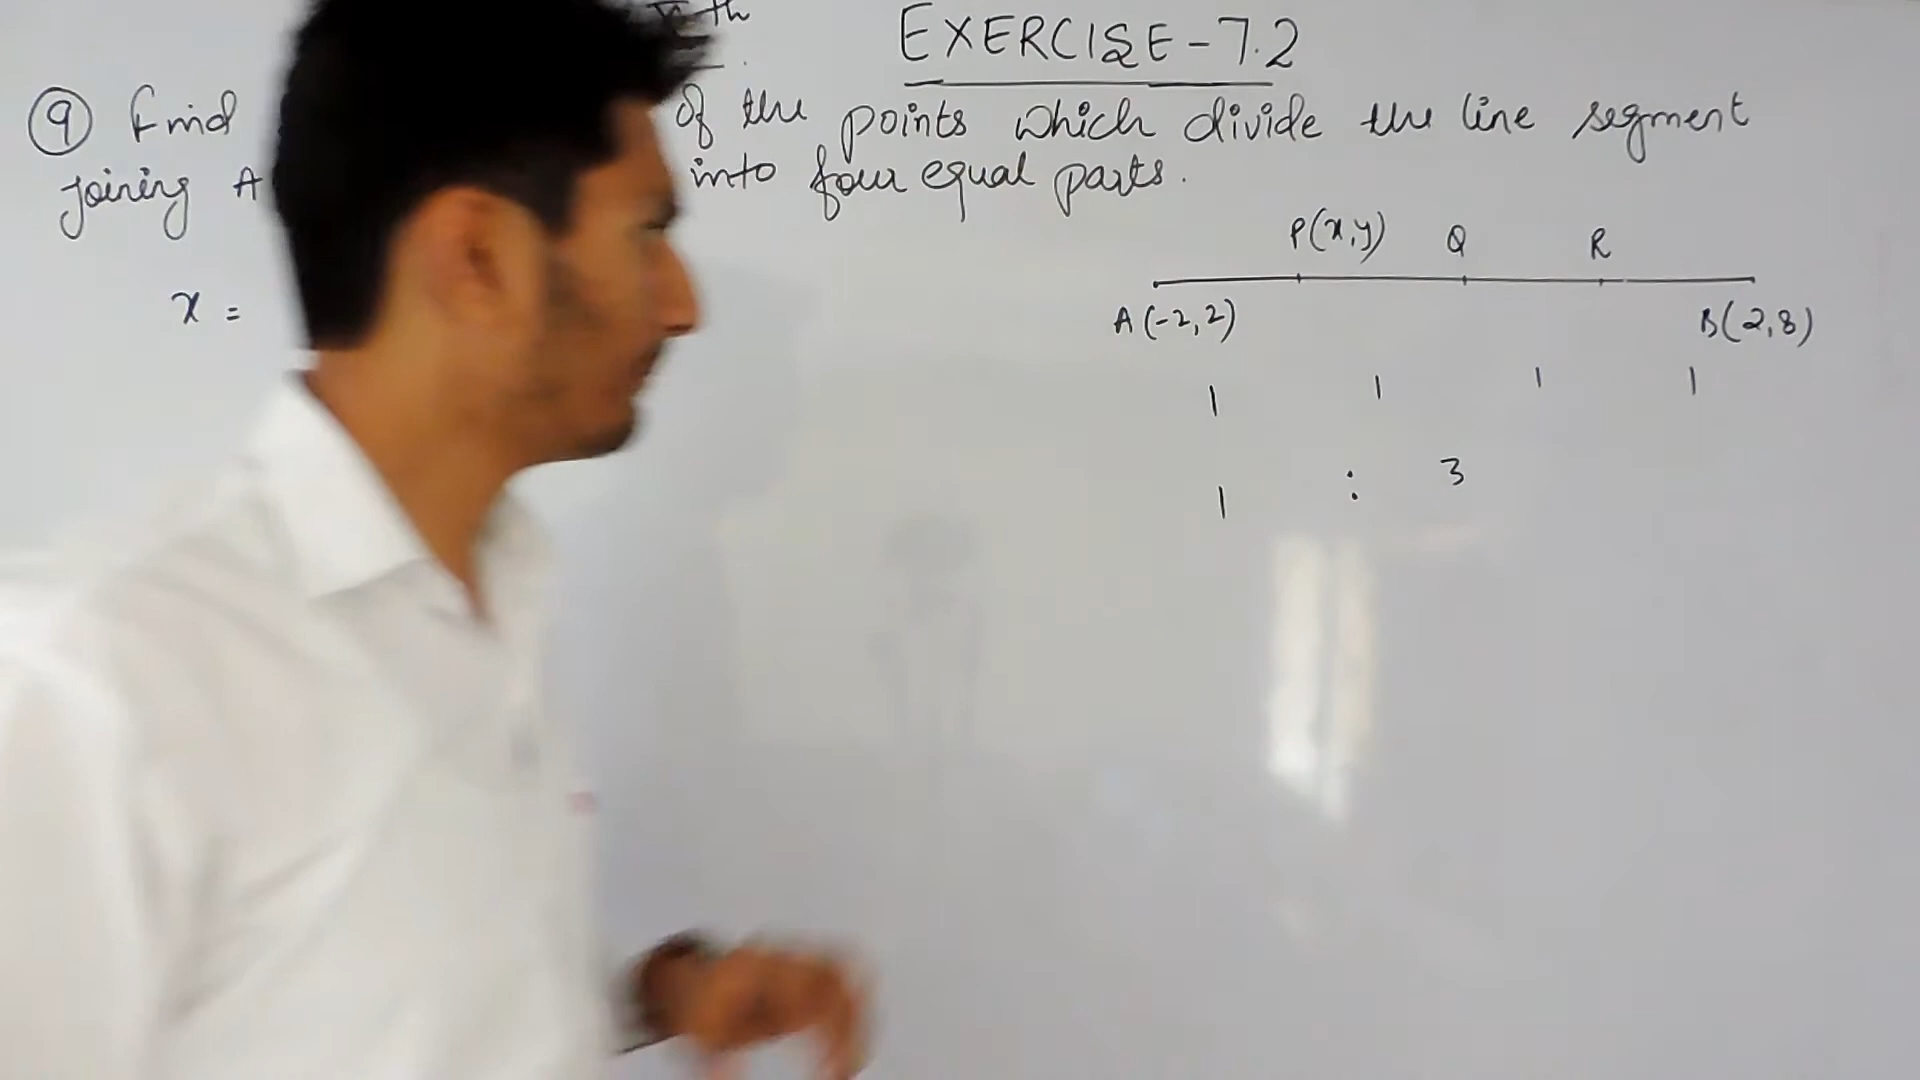 th
EXERCISE-7.2
9 Find of the points which divide the line segment
joining A into four equal parts.
P(x,y) Q R
A(-2,2) B(2,8)
x =
1 1 1 1
1 : 3